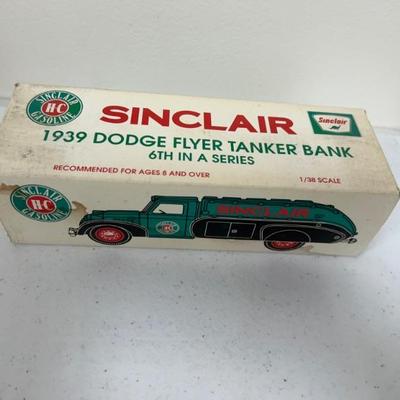 SINCLAIR
H-C
GASOLINE
SINCLAIR
Sinclair
1939 DODGE FLYER TANKER BANK
6TH IN A SERIES
RECOMMENDED FOR AGES 8 AND OVER
1/38 SCALE
SINCLAIR
H-C
GASOLINE
SINCLAIR